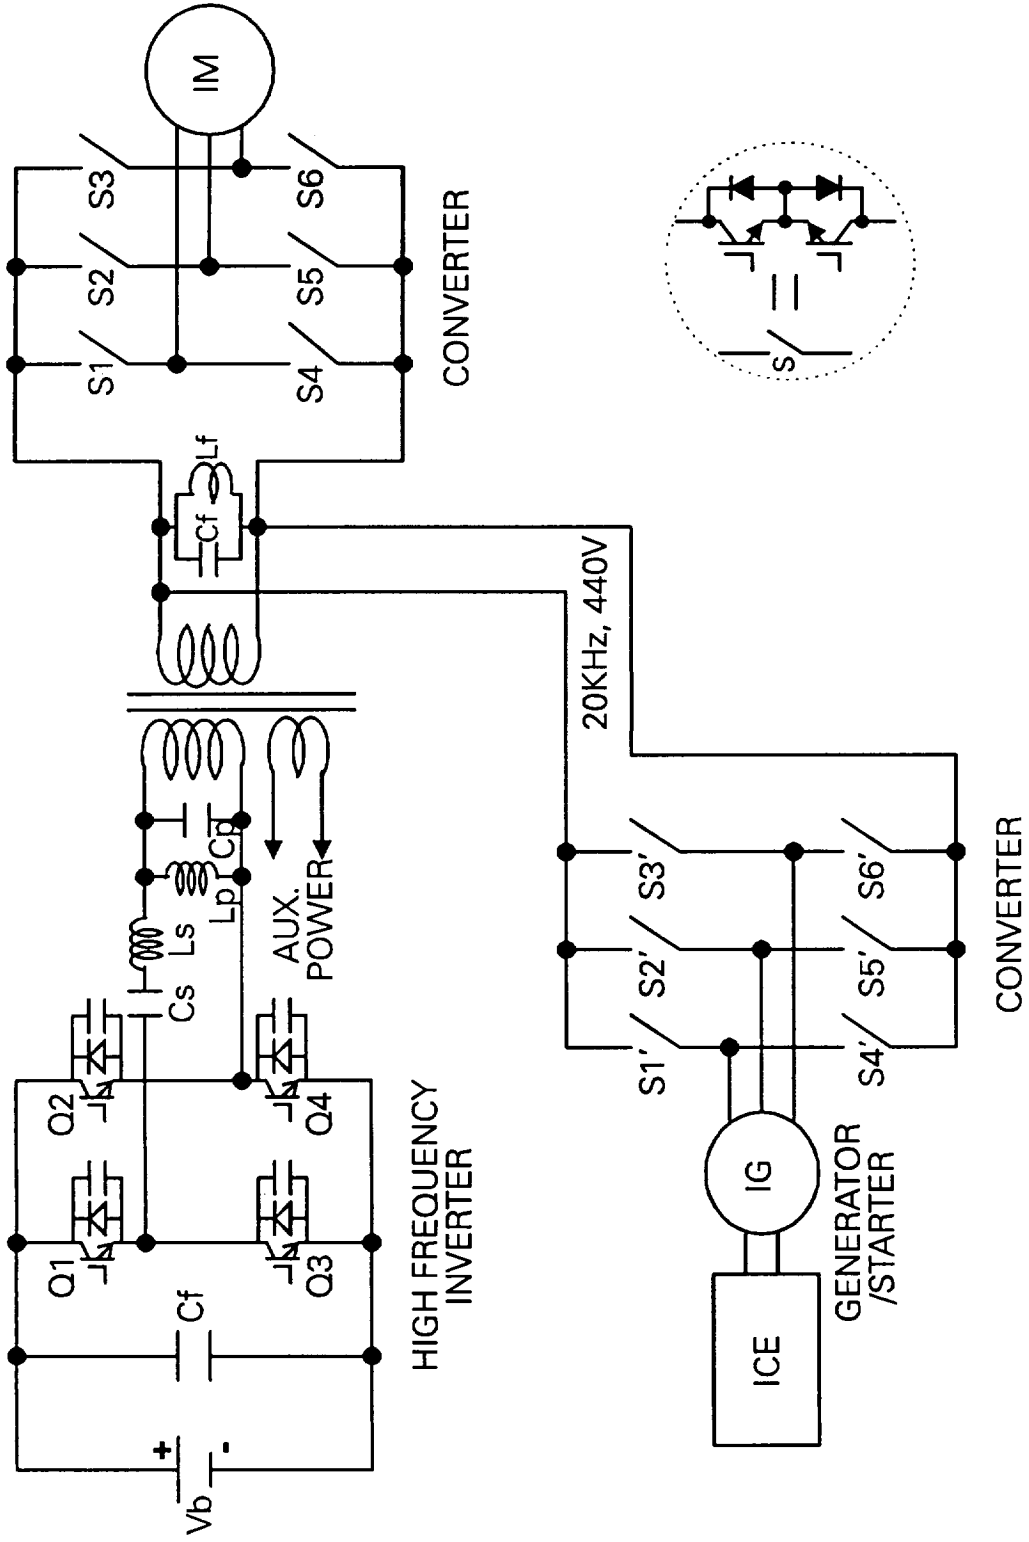 Vb
+
-
Cf
Q1
Q2
Q3
Q4
HIGH FREQUENCY
INVERTER
Cs
Ls
Lp
Cp
AUX.
POWER
Cf
Lf
S1
S2
S3
S4
S5
S6
IM
CONVERTER
20KHz, 440V
ICE
IG
GENERATOR
/STARTER
S1'
S2'
S3'
S4'
S5'
S6'
CONVERTER
S